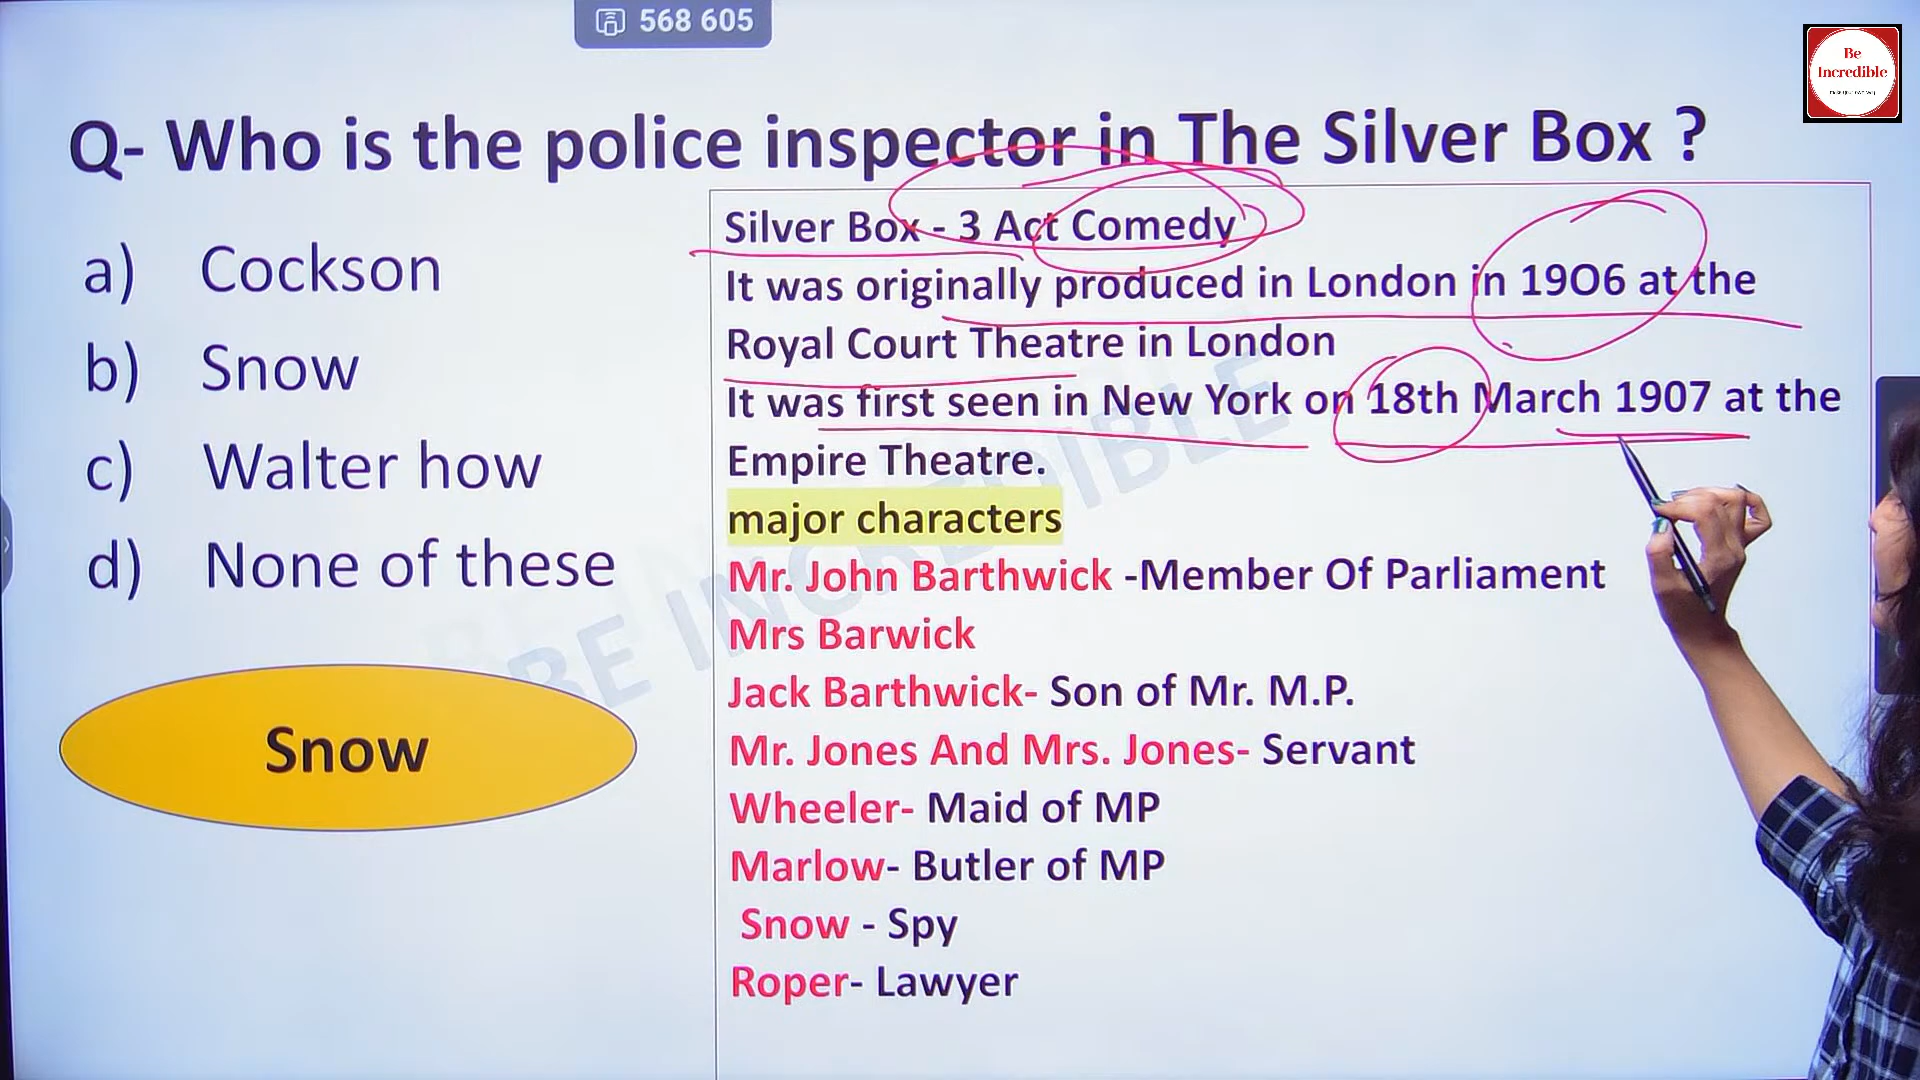 568 605
Be
Incredible
Q- Who is the police inspector in The Silver Box ?
a) Cockson
b) Snow
c) Walter how
d) None of these
Snow
Silver Box - 3 Act Comedy
It was originally produced in London in 19O6 at the
Royal Court Theatre in London
It was first seen in New York on 18th March 1907 at the
Empire Theatre.
major characters
Mr. John Barthwick -Member Of Parliament
Mrs Barwick
Jack Barthwick- Son of Mr. M.P.
Mr. Jones And Mrs. Jones- Servant
Wheeler- Maid of MP
Marlow- Butler of MP
Snow - Spy
Roper- Lawyer
BE INCREDIBLE